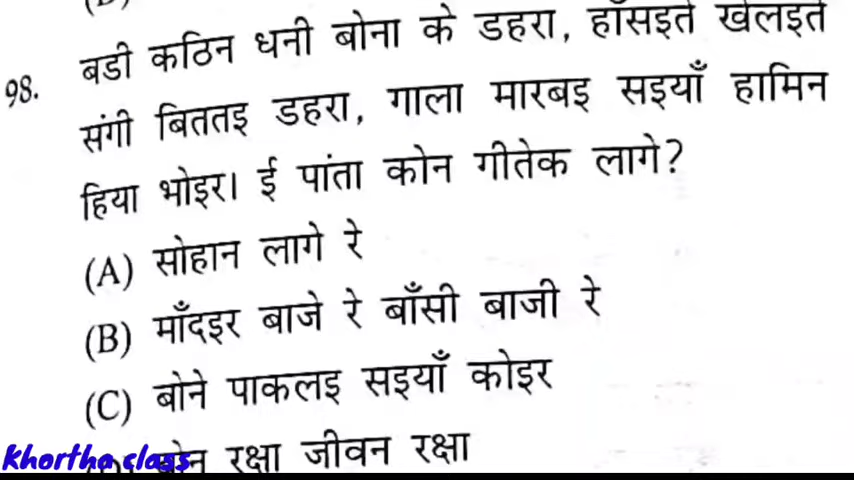 98. बडी कठिन धनी बोना के डहरा, हाँसइते खेलइते
संगी बिततइ डहरा, गाला मारबइ सइयाँ हामिन
हिया भोइर। ई पांता कोन गीतेक लागे?
(A) सोहान लागे रे
(B) माँदइर बाजे रे बाँसी बाजी रे
(C) बोने पाकलइ सइयाँ कोइर
रक्षा जीवन रक्षा
Khortha class